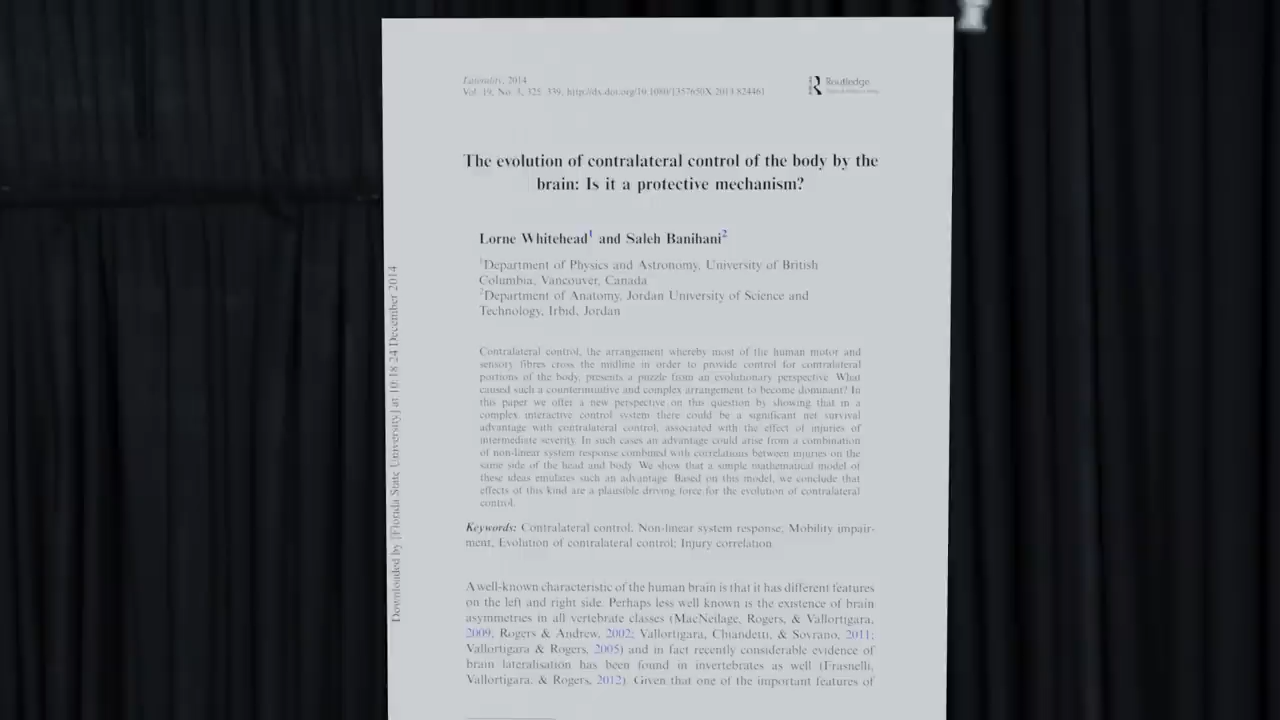 Laterality, 2014
Vol. 19, No. 3, 325–339, http://dx.doi.org/10.1080/1357650X.2013.824461
Routledge
The evolution of contralateral control of the body by the
brain: Is it a protective mechanism?
Lorne Whitehead1 and Saleh Banihani2
1Department of Physics and Astronomy, University of British
Columbia, Vancouver, Canada
2Department of Anatomy, Jordan University of Science and
Technology, Irbid, Jordan
Contralateral control, the arrangement whereby most of the human motor and
sensory fibres cross the midline in order to provide control for contralateral
portions of the body, presents a puzzle from an evolutionary perspective. What
caused such a counterintuitive and complex arrangement to become dominant? In
this paper we offer a new perspective on this question by showing that in a
complex interactive control system there could be a significant net survival
advantage with contralateral control, associated with the effect of injuries of
intermediate severity. In such cases an advantage could arise from a combination
of non-linear system response combined with correlations between injuries on the
same side of the head and body. We show that a simple mathematical model of
these ideas emulates such an advantage. Based on this model, we conclude that
effects of this kind are a plausible driving force for the evolution of contralateral
control.
Keywords: Contralateral control; Non-linear system response; Mobility impair-
ment, Evolution of contralateral control; Injury correlation
A well-known characteristic of the human brain is that it has different features
on the left and right side. Perhaps less well known is the existence of brain
asymmetries in all vertebrate classes (MacNeilage, Rogers, & Vallortigara,
2009; Rogers & Andrew, 2002; Vallortigara, Chiandetti, & Sovrano, 2011;
Vallortigara & Rogers, 2005) and in fact recently considerable evidence of
brain lateralisation has been found in invertebrates as well (Frasnelli,
Vallortigara, & Rogers, 2012). Given that one of the important features of
Downloaded by [Florida State University] at 10:18 24 December 2014